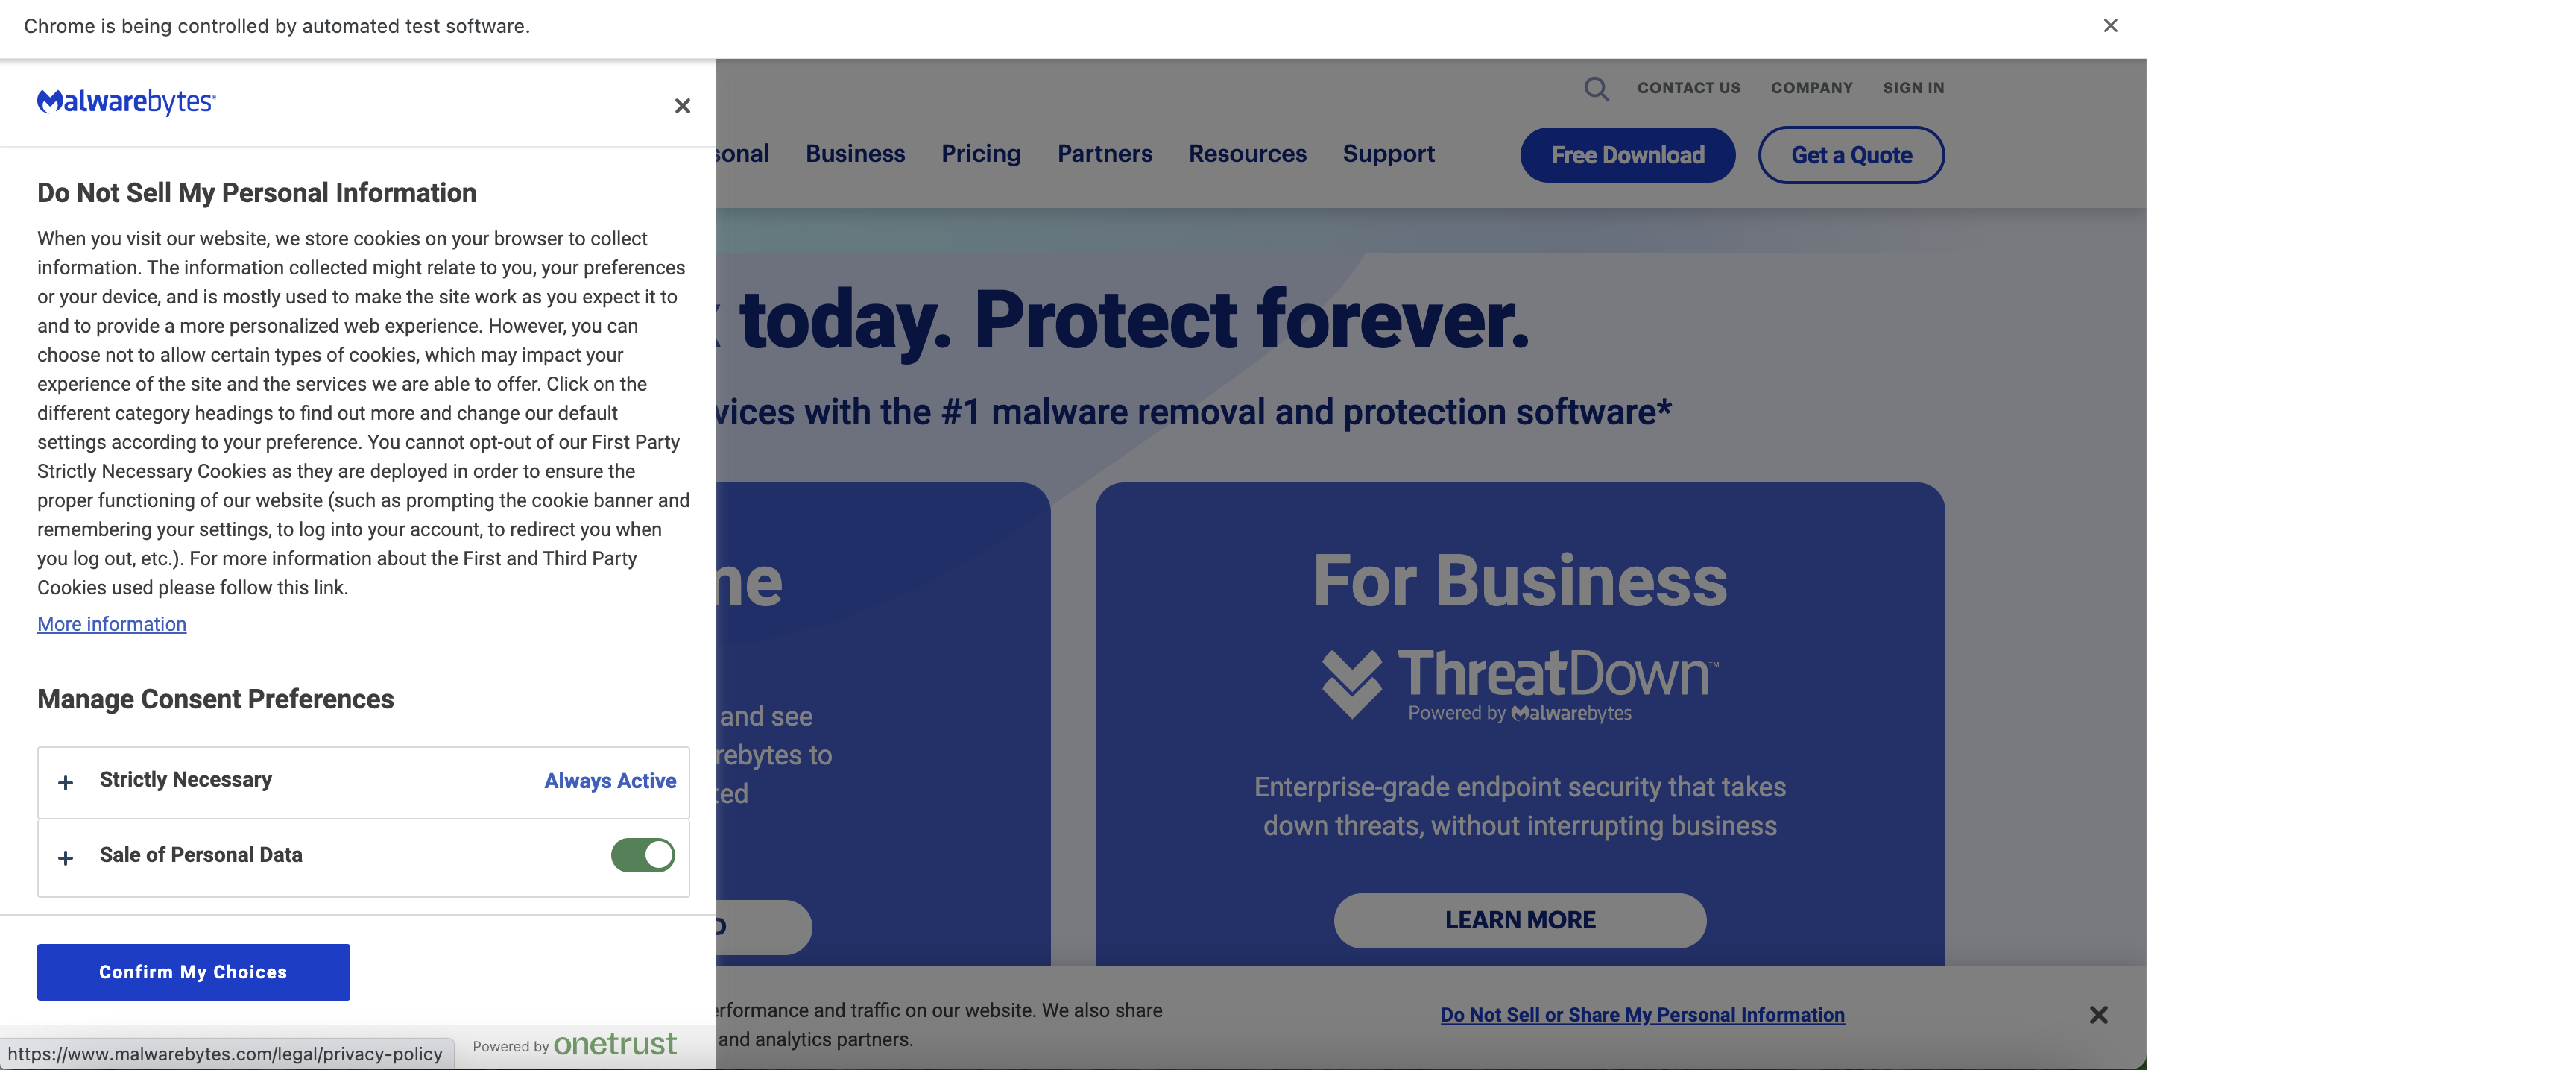 Chrome is being controlled by automated test software.
Malwarebytes
CONTACT US COMPANY SIGN IN
Business Pricing Partners Resources Support
Free Download Get a Quote
Do Not Sell My Personal Information
When you visit our website, we store cookies on your browser to collect
information. The information collected might relate to you, your preferences
or your device, and is mostly used to make the site work as you expect it to
and to provide a more personalized web experience. However, you can
choose not to allow certain types of cookies, which may impact your
experience of the site and the services we are able to offer. Click on the
different category headings to find out more and change our default
settings according to your preference. You cannot opt-out of our First Party
Strictly Necessary Cookies as they are deployed in order to ensure the
proper functioning of our website (such as prompting the cookie banner and
remembering your settings, to log into your account, to redirect you when
you log out, etc.). For more information about the First and Third Party
Cookies used please follow this link.
More information
Manage Consent Preferences
Strictly Necessary Always Active
Sale of Personal Data
Confirm My Choices
Powered by onetrust
https://www.malwarebytes.com/legal/privacy-policy
today. Protect forever.
with the #1 malware removal and protection software*
and see
to
For Business
ThreatDown™
Powered by Malwarebytes
Enterprise-grade endpoint security that takes
down threats, without interrupting business
LEARN MORE
and traffic on our website. We also share
and analytics partners.
Do Not Sell or Share My Personal Information